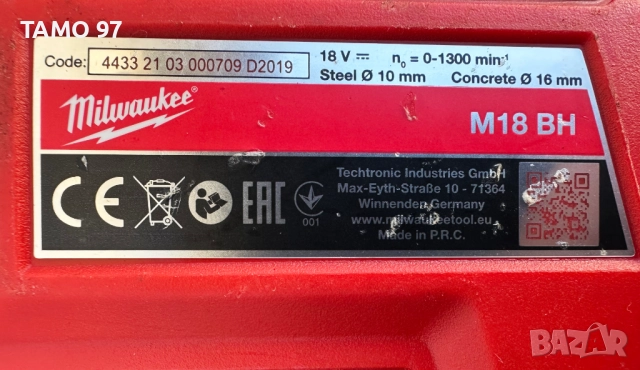 TAMO 97
Code: 4433 21 03 000709 D2019
18 V ⎓ n₀ = 0-1300 min⁻¹
Steel Ø 10 mm Concrete Ø 16 mm
Milwaukee
M18 BH
CE
EAC
001
Techtronic Industries GmbH
Max-Eyth-Straße 10 - 71364
Winnenden, Germany
www.milwaukeetool.eu
Made in P.R.C.
BAZAR